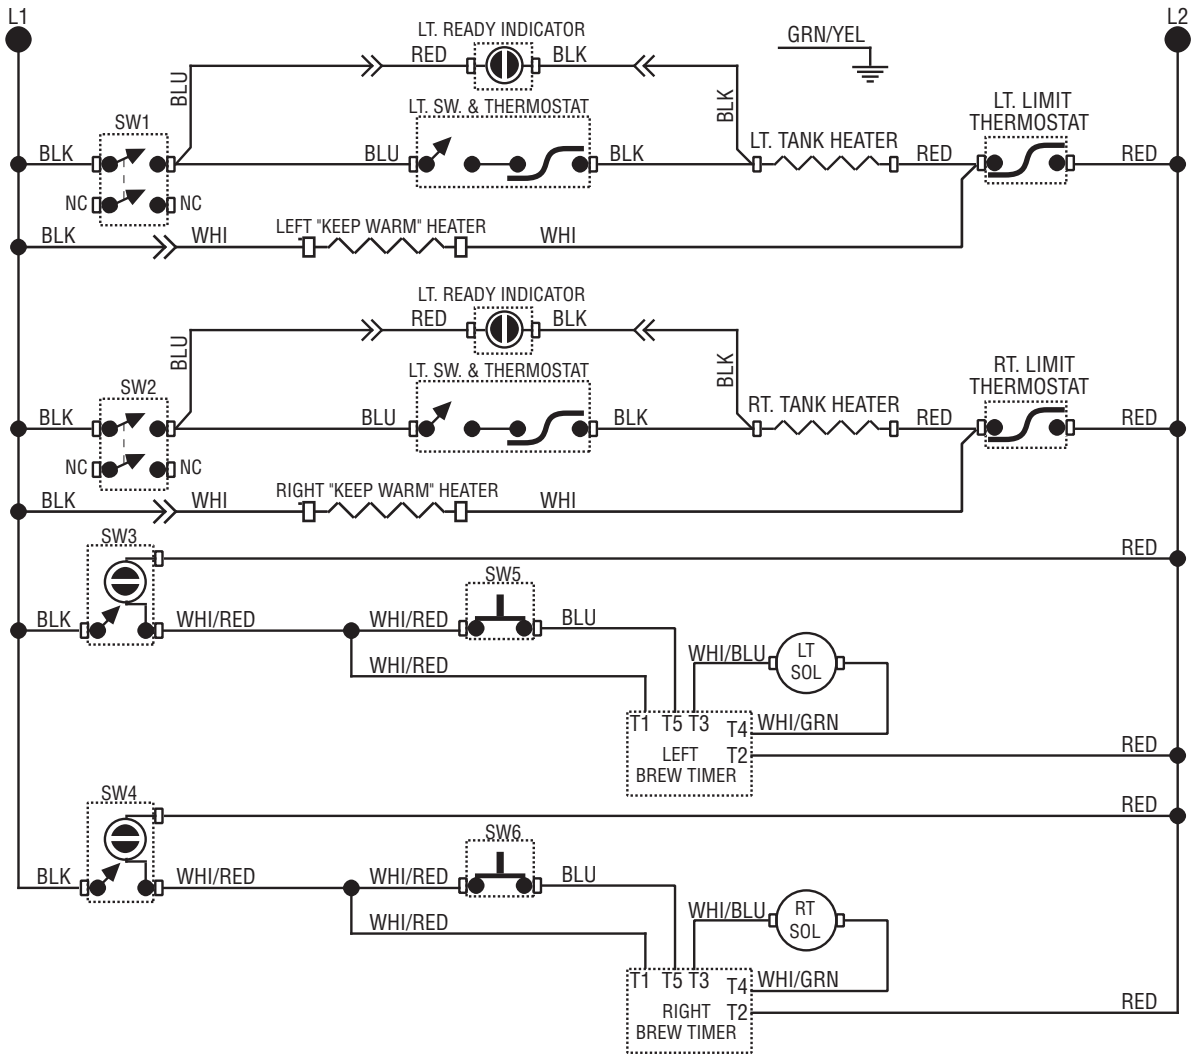 L1
L2
LT. READY INDICATOR
GRN/YEL
RED
BLK
BLU
LT. SW. & THERMOSTAT
BLK
LT. LIMIT
THERMOSTAT
SW1
BLK
BLU
BLK
LT. TANK HEATER
RED
RED
NC
NC
BLK
WHI
LEFT "KEEP WARM" HEATER
WHI
LT. READY INDICATOR
RED
BLK
BLU
LT. SW. & THERMOSTAT
BLK
RT. LIMIT
THERMOSTAT
SW2
BLK
BLU
BLK
RT. TANK HEATER
RED
RED
NC
NC
BLK
WHI
RIGHT "KEEP WARM" HEATER
WHI
SW3
RED
SW5
BLK
WHI/RED
WHI/RED
BLU
WHI/RED
WHI/BLU
LT
SOL
T1 T5 T3
T4
WHI/GRN
LEFT
BREW TIMER
T2
RED
SW4
RED
SW6
BLK
WHI/RED
WHI/RED
BLU
WHI/RED
WHI/BLU
RT
SOL
T1 T5 T3
T4
WHI/GRN
RIGHT
BREW TIMER
T2
RED